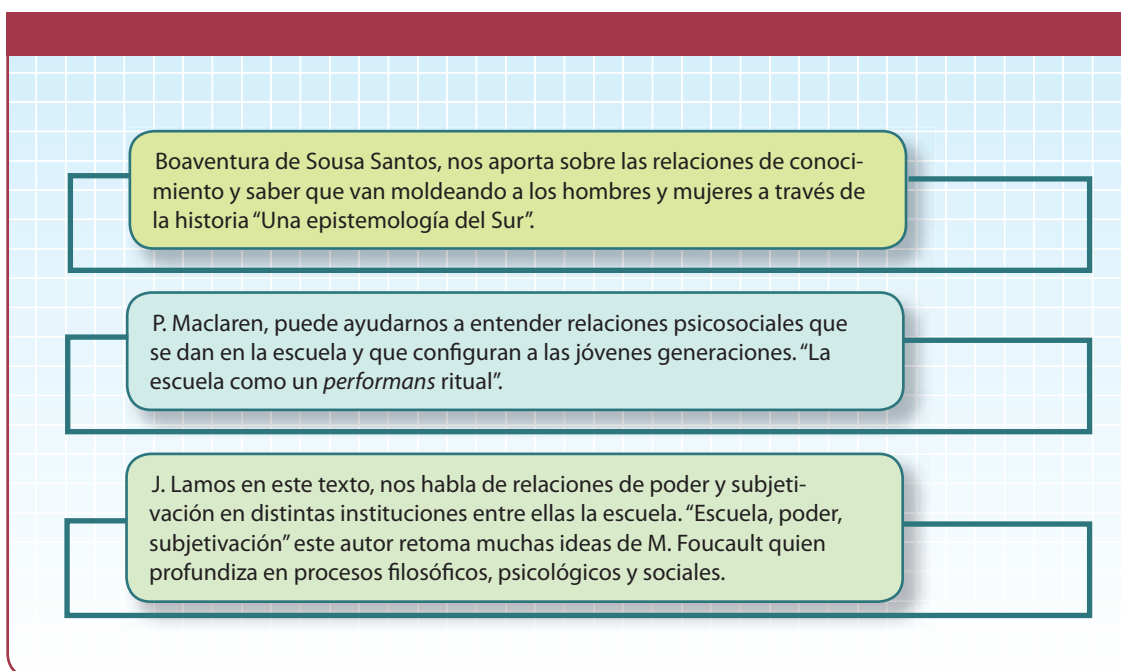 Boaventura de Sousa Santos, nos aporta sobre las relaciones de conoci-
miento y saber que van moldeando a los hombres y mujeres a través de
la historia “Una epistemología del Sur”.
P. Maclaren, puede ayudarnos a entender relaciones psicosociales que
se dan en la escuela y que configuran a las jóvenes generaciones. “La
escuela como un performans ritual”.
J. Lamos en este texto, nos habla de relaciones de poder y subjeti-
vación en distintas instituciones entre ellas la escuela. “Escuela, poder,
subjetivación” este autor retoma muchas ideas de M. Foucault quien
profundiza en procesos filosóficos, psicológicos y sociales.